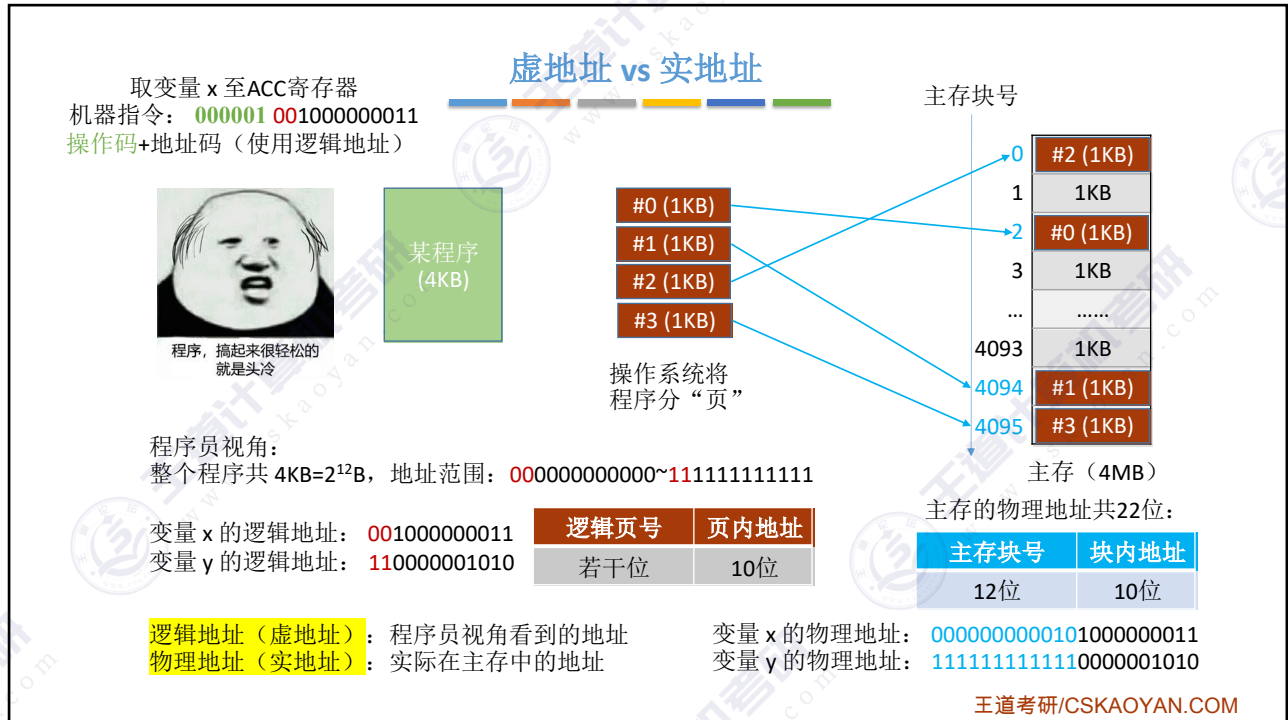 虚地址 vs 实地址
取变量 x 至ACC寄存器
机器指令： 000001 001000000011
操作码+地址码（使用逻辑地址）
程序，搞起来很轻松的
就是头冷
某程序
(4KB)
#0 (1KB)
#1 (1KB)
#2 (1KB)
#3 (1KB)
操作系统将
程序分“页”
主存块号
0 #2 (1KB)
1 1KB
2 #0 (1KB)
3 1KB
... ......
4093 1KB
4094 #1 (1KB)
4095 #3 (1KB)
主存（4MB）
程序员视角：
整个程序共 4KB=2¹²B，地址范围：000000000000~111111111111
变量 x 的逻辑地址： 001000000011
变量 y 的逻辑地址： 110000001010
逻辑页号 页内地址
若干位 10位
主存的物理地址共22位：
主存块号 块内地址
12位 10位
逻辑地址（虚地址）：程序员视角看到的地址
物理地址（实地址）：实际在主存中的地址
变量 x 的物理地址： 0000000000101000000011
变量 y 的物理地址： 1111111111110000001010
王道考研/CSKAOYAN.COM
王道计算机考研
www.cskaoyan.com